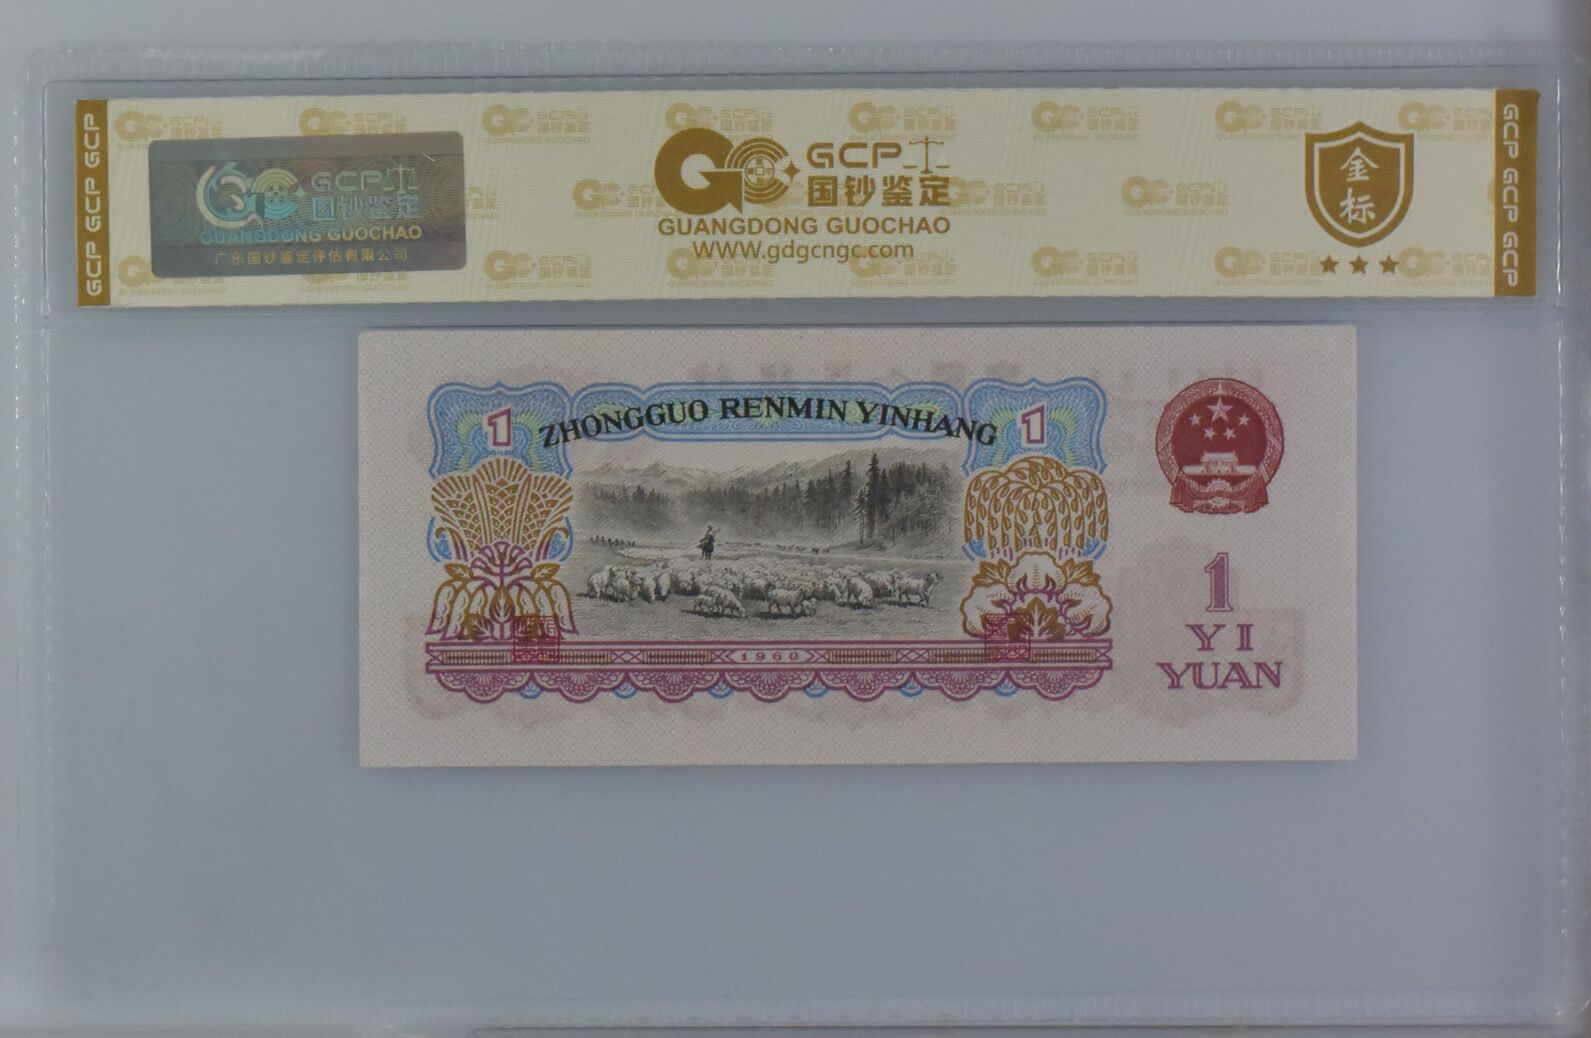 GCP GCP GCP
GCP
国钞鉴定
GUANGDONG GUOCHAO
广东国钞鉴定评估有限公司
GCP
国钞鉴定
GUANGDONG GUOCHAO
WWW.gdgcngc.com
金标
GCP GCP GCP
1
ZHONGGUO RENMIN YINHANG
1
1960
1
YI
YUAN